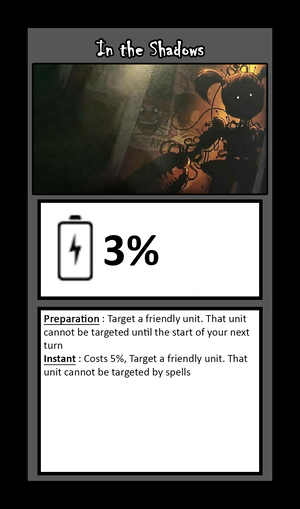 In the Shadows
3%
Preparation : Target a friendly unit. That unit
cannot be targeted until the start of your next
turn
Instant : Costs 5%, Target a friendly unit. That
unit cannot be targeted by spells